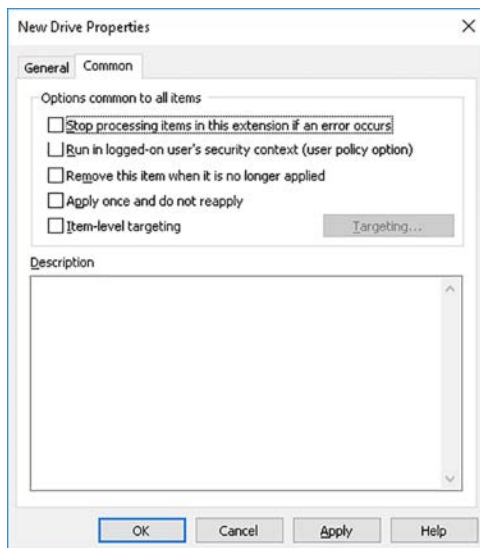 New Drive Properties
General Common
Options common to all items
Stop processing items in this extension if an error occurs
Run in logged-on user's security context (user policy option)
Remove this item when it is no longer applied
Apply once and do not reapply
Item-level targeting Targeting...
Description
OK Cancel Apply Help